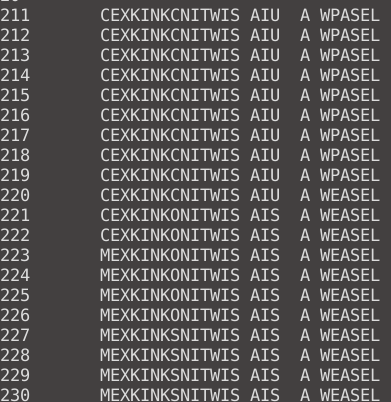 211 CEXKINKCNITWIS AIU  A WPASEL
212 CEXKINKCNITWIS AIU  A WPASEL
213 CEXKINKCNITWIS AIU  A WPASEL
214 CEXKINKCNITWIS AIU  A WPASEL
215 CEXKINKCNITWIS AIU  A WPASEL
216 CEXKINKCNITWIS AIU  A WPASEL
217 CEXKINKCNITWIS AIU  A WPASEL
218 CEXKINKCNITWIS AIU  A WPASEL
219 CEXKINKCNITWIS AIU  A WPASEL
220 CEXKINKCNITWIS AIU  A WEASEL
221 CEXKINKONITWIS AIS  A WEASEL
222 CEXKINKONITWIS AIS  A WEASEL
223 MEXKINKONITWIS AIS  A WEASEL
224 MEXKINKONITWIS AIS  A WEASEL
225 MEXKINKONITWIS AIS  A WEASEL
226 MEXKINKONITWIS AIS  A WEASEL
227 MEXKINKSNITWIS AIS  A WEASEL
228 MEXKINKSNITWIS AIS  A WEASEL
229 MEXKINKSNITWIS AIS  A WEASEL
230 MEXKINKSNITWIS AIS  A WEASEL